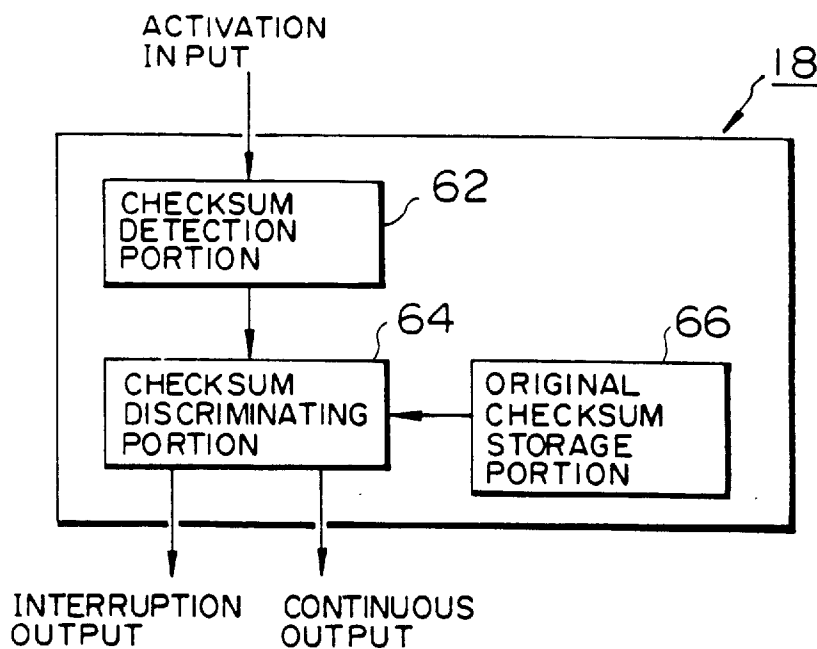 ACTIVATION
INPUT
18
62
CHECKSUM
DETECTION
PORTION
64
66
CHECKSUM
DISCRIMINATING
PORTION
ORIGINAL
CHECKSUM
STORAGE
PORTION
INTERRUPTION
OUTPUT
CONTINUOUS
OUTPUT